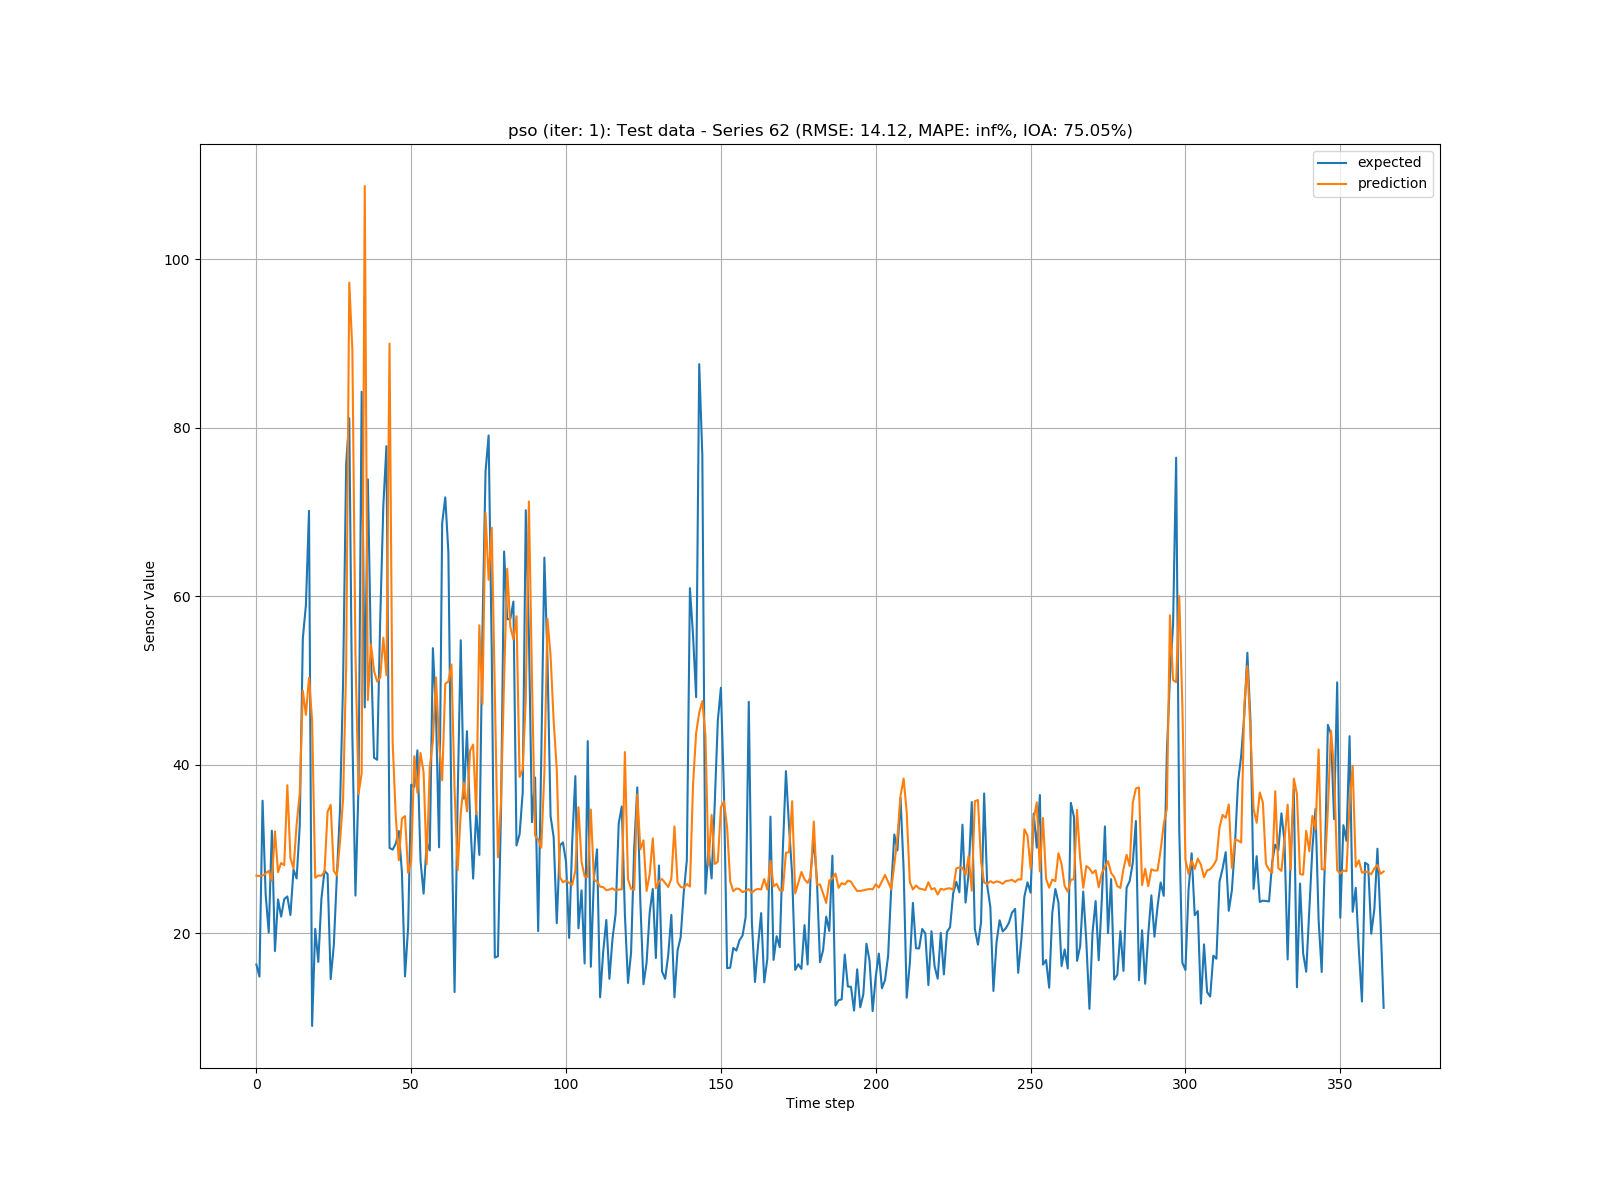 pso (iter: 1): Test data - Series 62 (RMSE: 14.12, MAPE: inf%, IOA: 75.05%)
expected
prediction
Sensor Value
100
80
60
40
20
0 50 100 150 200 250 300 350
Time step